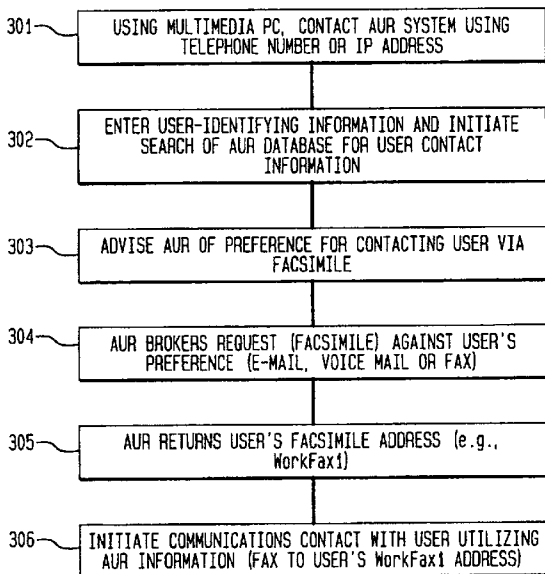 301
USING MULTIMEDIA PC, CONTACT AUR SYSTEM USING
TELEPHONE NUMBER OR IP ADDRESS
302
ENTER USER-IDENTIFYING INFORMATION AND INITIATE
SEARCH OF AUR DATABASE FOR USER CONTACT
INFORMATION
303
ADVISE AUR OF PREFERENCE FOR CONTACTING USER VIA
FACSIMILE
304
AUR BROKERS REQUEST (FACSIMILE) AGAINST USER'S
PREFERENCE (E-MAIL, VOICE MAIL OR FAX)
305
AUR RETURNS USER'S FACSIMILE ADDRESS (e.g.,
WorkFax1)
306
INITIATE COMMUNICATIONS CONTACT WITH USER UTILIZING
AUR INFORMATION (FAX TO USER'S WorkFax1 ADDRESS)